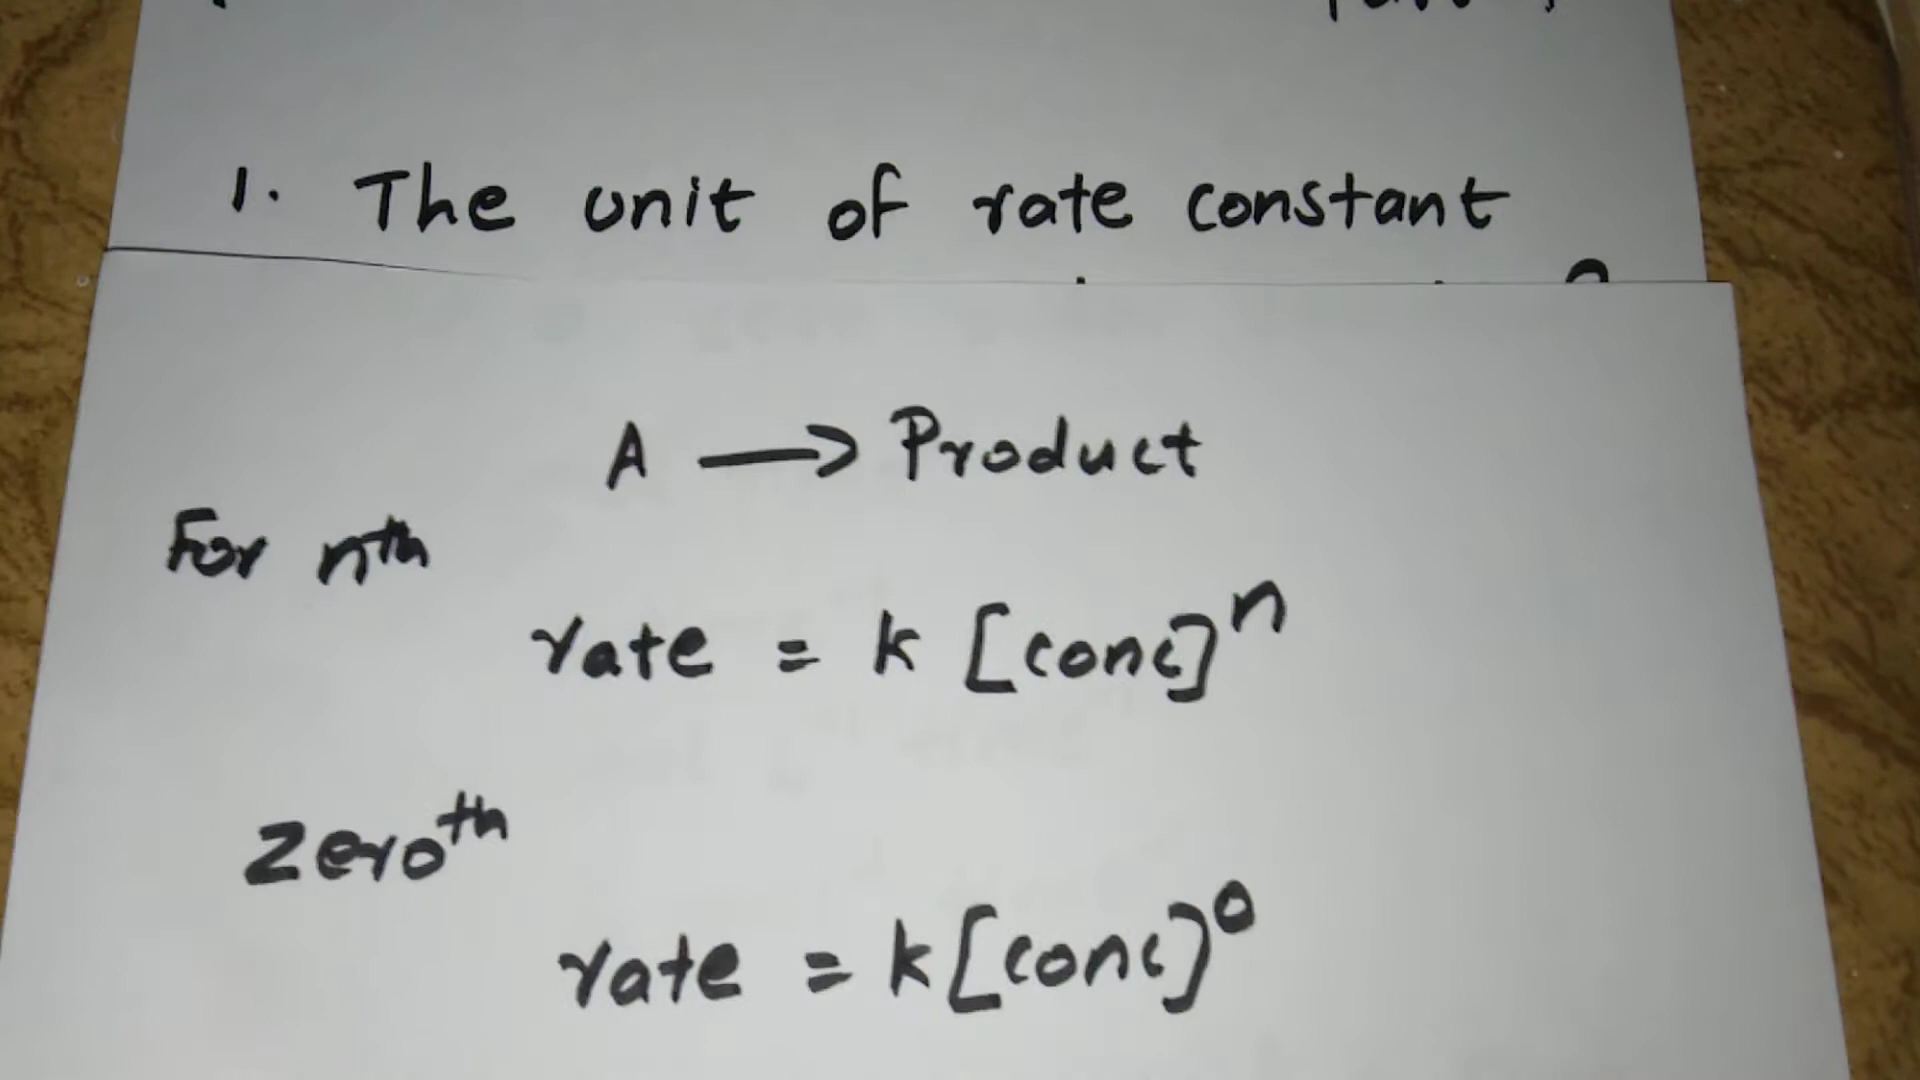 1. The unit of rate constant
A → Product
For nth
rate = k [conc]ⁿ
Zeroᵗʰ
rate = k [conc]⁰